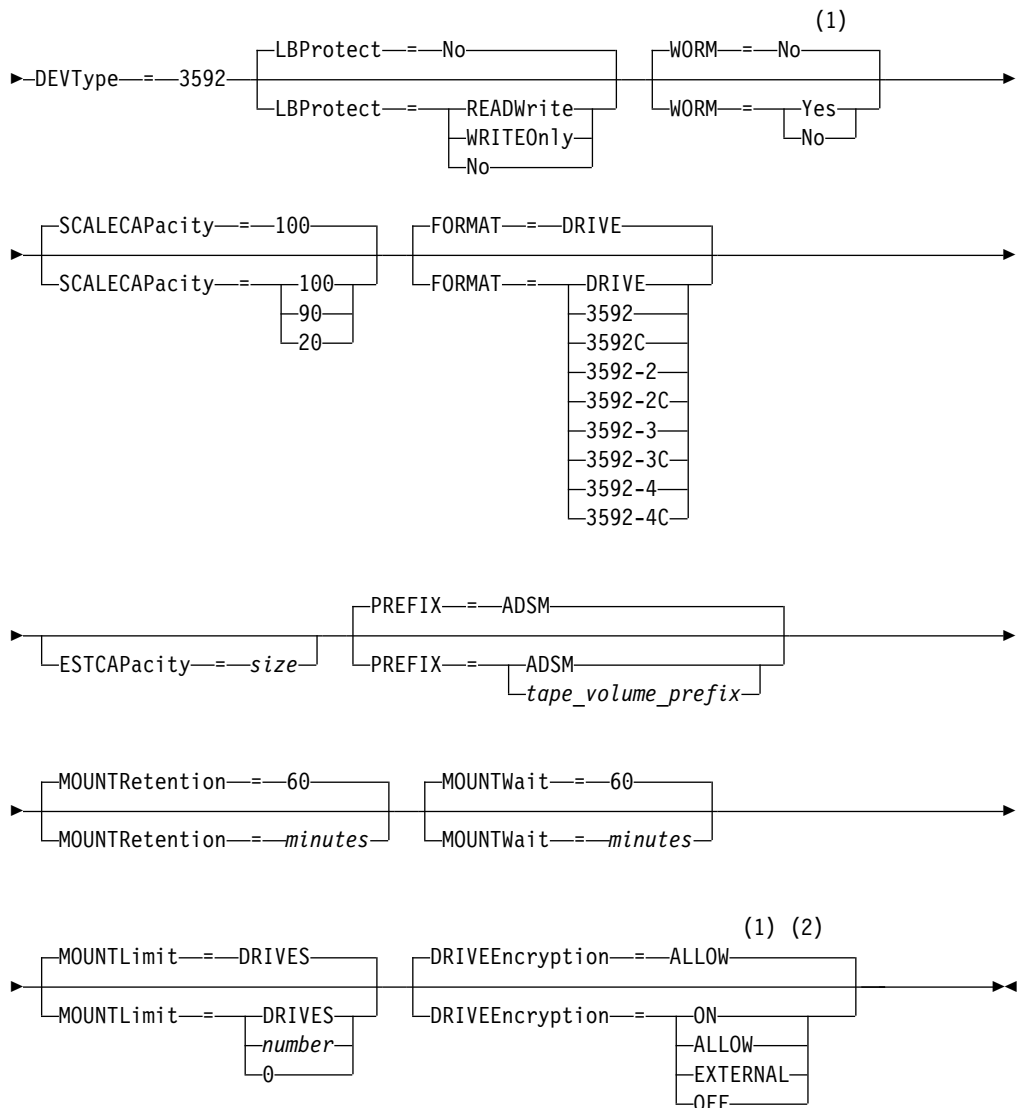 (1)
LBProtect = No WORM = No
DEVType = 3592
LBProtect = READWrite WORM = Yes
WRITEOnly No
No
SCALECAPacity = 100 FORMAT = DRIVE
SCALECAPacity = 100 FORMAT = DRIVE
90 3592
20 3592C
3592-2
3592-2C
3592-3
3592-3C
3592-4
3592-4C
PREFIX = ADSM
ESTCAPacity = size PREFIX = ADSM
tape_volume_prefix
MOUNTRetention = 60 MOUNTWait = 60
MOUNTRetention = minutes MOUNTWait = minutes
(1) (2)
MOUNTLimit = DRIVES DRIVEEncryption = ALLOW
MOUNTLimit = DRIVES DRIVEEncryption = ON
number ALLOW
0 EXTERNAL
OFF